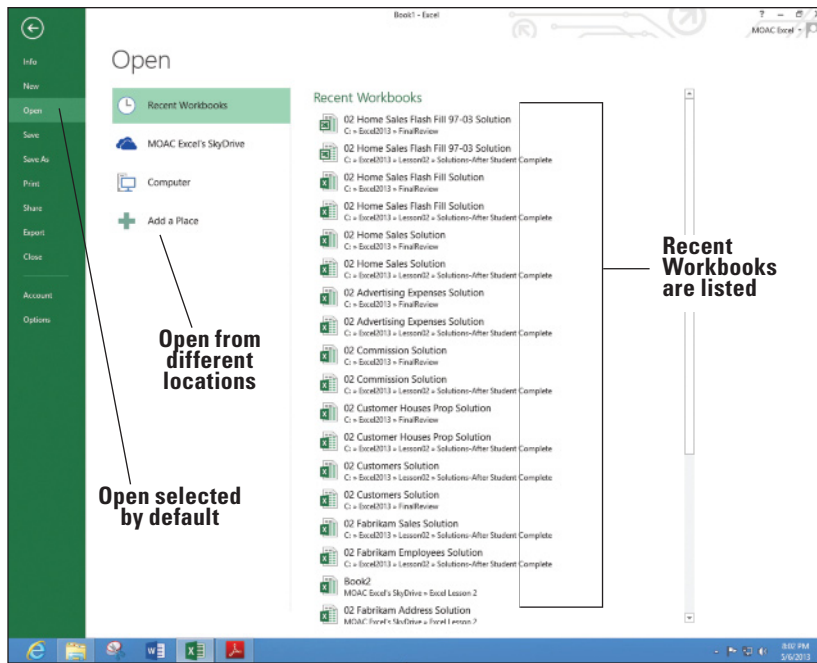 Book1 - Excel
?
MOAC Excel
Info
New
Open
Save
Save As
Print
Share
Export
Close
Account
Options
Open
Recent Workbooks
MOAC Excel's SkyDrive
Computer
Add a Place
Open from
different
locations
Open selected
by default
Recent Workbooks
02 Home Sales Flash Fill 97-03 Solution
C: » Excel2013 » FinalReview
02 Home Sales Flash Fill 97-03 Solution
C: » Excel2013 » Lesson02 » Solutions-After Student Complete
02 Home Sales Flash Fill Solution
C: » Excel2013 » FinalReview
02 Home Sales Flash Fill Solution
C: » Excel2013 » Lesson02 » Solutions-After Student Complete
02 Home Sales Solution
C: » Excel2013 » FinalReview
02 Home Sales Solution
C: » Excel2013 » Lesson02 » Solutions-After Student Complete
02 Advertising Expenses Solution
C: » Excel2013 » FinalReview
02 Advertising Expenses Solution
C: » Excel2013 » Lesson02 » Solutions-After Student Complete
02 Commission Solution
C: » Excel2013 » FinalReview
02 Commission Solution
C: » Excel2013 » Lesson02 » Solutions-After Student Complete
02 Customer Houses Prop Solution
C: » Excel2013 » FinalReview
02 Customer Houses Prop Solution
C: » Excel2013 » Lesson02 » Solutions-After Student Complete
02 Customers Solution
C: » Excel2013 » Lesson02 » Solutions-After Student Complete
02 Customers Solution
C: » Excel2013 » FinalReview
02 Fabrikam Sales Solution
C: » Excel2013 » Lesson02 » Solutions-After Student Complete
02 Fabrikam Employees Solution
C: » Excel2013 » Lesson02 » Solutions-After Student Complete
Book2
MOAC Excel's SkyDrive » Excel Lesson 2
02 Fabrikam Address Solution
MOAC Excel's SkyDrive » Excel Lesson 2
Recent
Workbooks
are listed
8:02 PM
5/6/2013